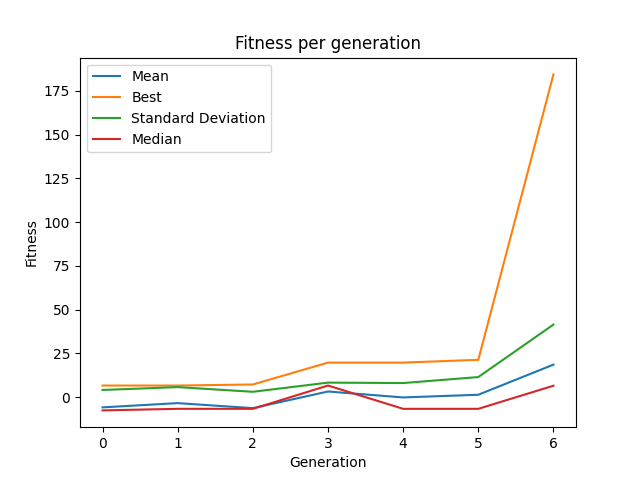 Fitness per generation
Mean
Best
Standard Deviation
Median
175
150
125
100
75
50
25
0
Fitness
0 1 2 3 4 5 6
Generation